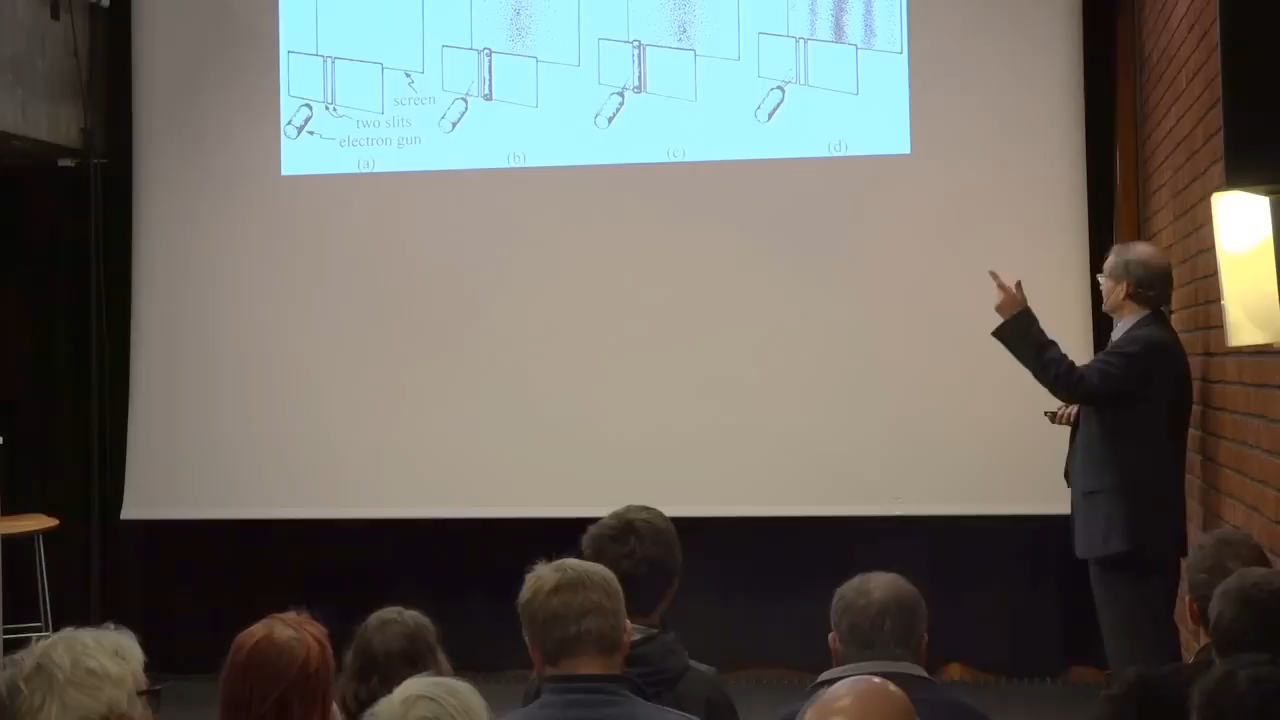 screen
two slits
electron gun
(a) (b) (c) (d)